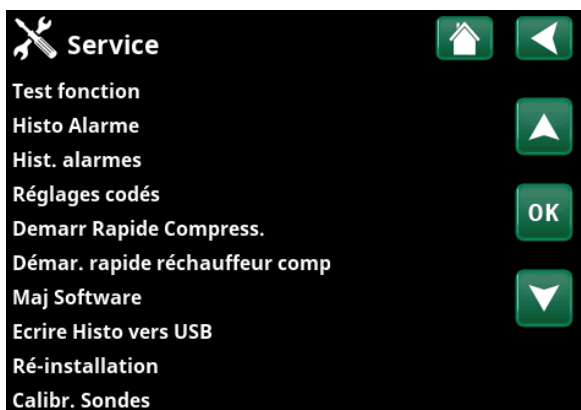 Service
Test fonction
Histo Alarme
Hist. alarmes
Réglages codés
OK
Demarr Rapide Compress.
Démar. rapide réchauffeur comp
Maj Software
Ecrire Histo vers USB
Ré-installation
Calibr. Sondes